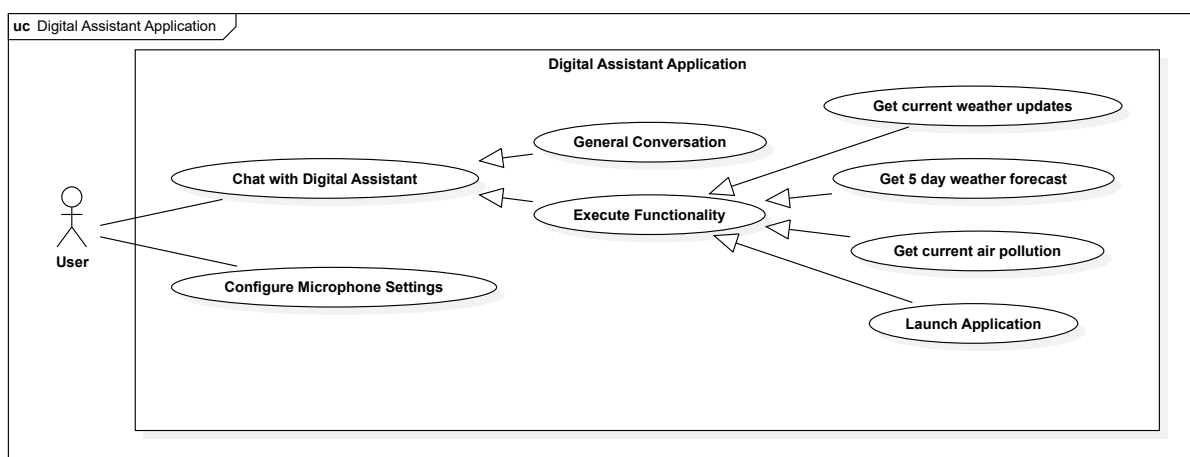 uc Digital Assistant Application
Digital Assistant Application
Get current weather updates
General Conversation
Chat with Digital Assistant
Get 5 day weather forecast
Execute Functionality
Get current air pollution
User
Configure Microphone Settings
Launch Application